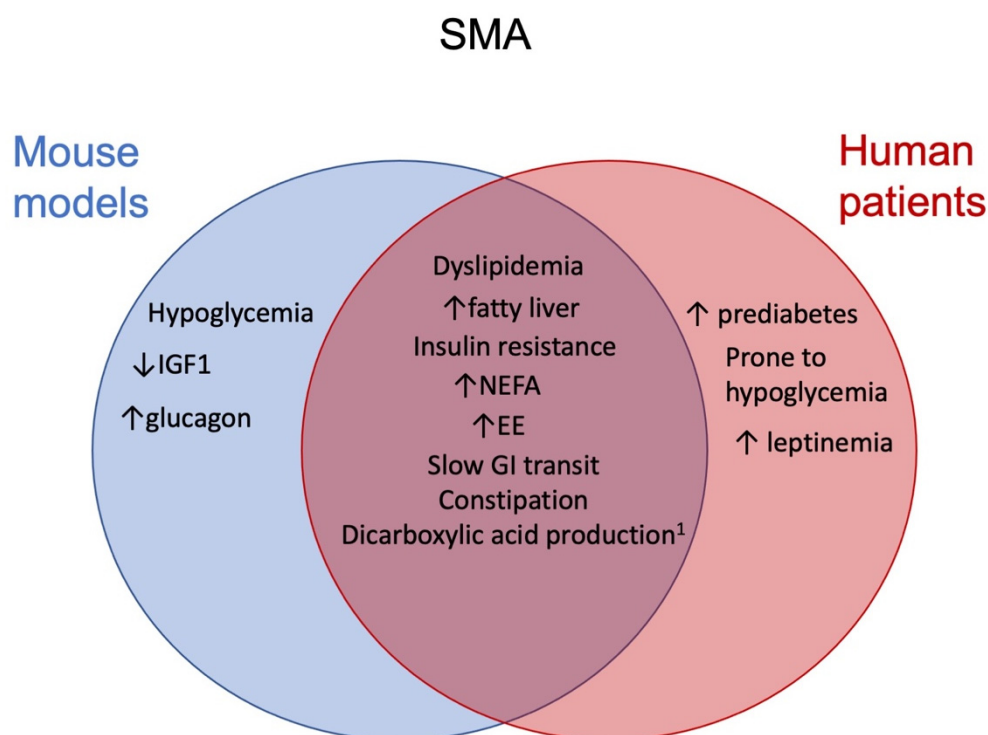 SMA
Mouse
models
Human
patients
Hypoglycemia
↓IGF1
↑glucagon
Dyslipidemia
↑fatty liver
Insulin resistance
↑NEFA
↑EE
Slow GI transit
Constipation
Dicarboxylic acid production¹
↑ prediabetes
Prone to
hypoglycemia
↑ leptinemia